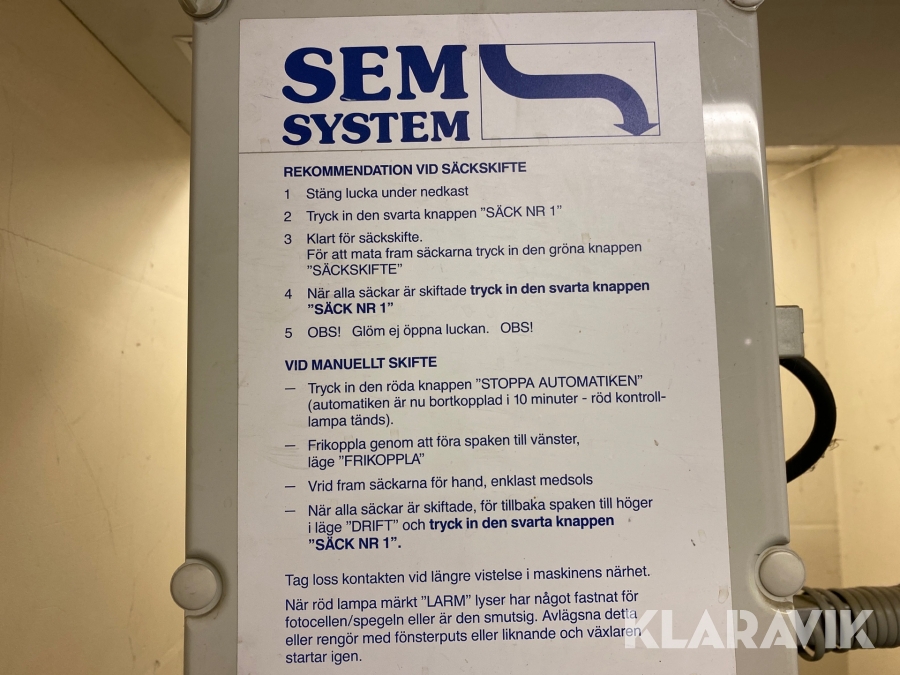 SEM
SYSTEM
REKOMMENDATION VID SÄCKSKIFTE
1 Stäng lucka under nedkast
2 Tryck in den svarta knappen ”SÄCK NR 1”
3 Klart för säckskifte.
För att mata fram säckarna tryck in den gröna knappen
”SÄCKSKIFTE”
4 När alla säckar är skiftade tryck in den svarta knappen
”SÄCK NR 1”
5 OBS! Glöm ej öppna luckan. OBS!
VID MANUELLT SKIFTE
— Tryck in den röda knappen ”STOPPA AUTOMATIKEN”
(automatiken är nu bortkopplad i 10 minuter - röd kontroll-
lampa tänds).
— Frikoppla genom att föra spaken till vänster,
läge ”FRIKOPPLA”
— Vrid fram säckarna för hand, enklast medsols
— När alla säckar är skiftade, för tillbaka spaken till höger
i läge ”DRIFT” och tryck in den svarta knappen
”SÄCK NR 1”.
Tag loss kontakten vid längre vistelse i maskinens närhet.
När röd lampa märkt ”LARM” lyser har något fastnat för
fotocellen/spegeln eller är den smutsig. Avlägsna detta
eller rengör med fönsterputs eller liknande och växlaren
startar igen.
KLARAVIK